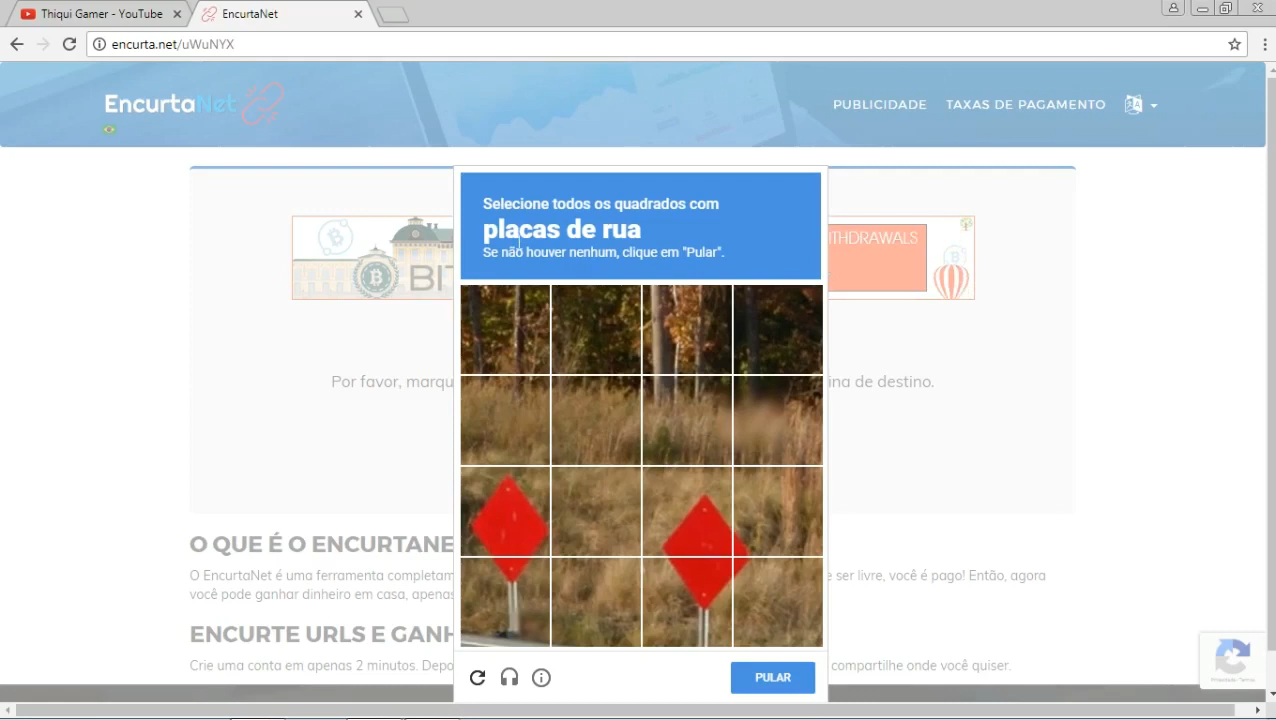 Thiqui Gamer - YouTube
EncurtaNet
encurta.net/uWuNYX
EncurtaNet
PUBLICIDADE
TAXAS DE PAGAMENTO
Selecione todos os quadrados com
placas de rua
Se não houver nenhum, clique em "Pular".
BIT
ITHDRAWALS
Por favor, marqu
ina de destino.
O QUE É O ENCURTANE
O EncurtaNet é uma ferramenta completam
e ser livre, você é pago! Então, agora
você pode ganhar dinheiro em casa, apenas
ENCURTE URLS E GANH
Crie uma conta em apenas 2 minutos. Depo
compartilhe onde você quiser.
PULAR